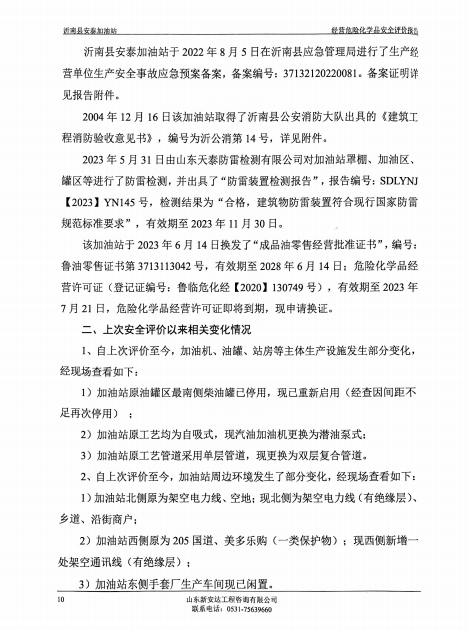 沂南县安泰加油站 经营危险化学品安全评价报告
沂南县安泰加油站于 2022 年 8 月 5 日在沂南县应急管理局进行了生产经
营单位生产安全事故应急预案备案，备案编号：37132120220081。备案证明详
见报告附件。
2004 年 12 月 16 日该加油站取得了沂南县公安消防大队出具的《建筑工
程消防验收意见书》，编号为沂公消第 14 号，详见附件。
2023 年 5 月 31 日由山东天泰防雷检测有限公司对加油站罩棚、加油区、
罐区等进行了防雷检测，并出具了“防雷装置检测报告”，报告编号：SDLYNJ
【2023】YN145 号，检测结果为“合格，建筑物防雷装置符合现行国家防雷
规范标准要求”，有效期至 2023 年 11 月 30 日。
该加油站于 2023 年 6 月 14 日换发了“成品油零售经营批准证书”，编号：
鲁油零售证书第 3713113042 号，有效期至 2028 年 6 月 14 日；危险化学品经
营许可证（登记证编号：鲁临危化经【2020】130749 号），有效期至 2023 年
7 月 21 日，危险化学品经营许可证即将到期，现申请换证。
二、上次安全评价以来相关变化情况
1、自上次评价至今，加油机、油罐、站房等主体生产设施发生部分变化，
经现场查看如下：
1）加油站原油罐区最南侧柴油罐已停用，现已重新启用（经查因间距不
足再次停用）；
2）加油站原工艺均为自吸式，现汽油加油机更换为潜油泵式；
3）加油站原工艺管道采用单层管道，现更换为双层复合管道。
2、自上次评价至今，加油站周边环境发生了部分变化，经现场查看如下：
1）加油站北侧原为架空电力线、空地；现北侧为架空电力线（有绝缘层）、
乡道、沿街商户；
2）加油站西侧原为 205 国道、美多乐购（一类保护物）；现西侧新增一
处架空通讯线（有绝缘层）；
3）加油站东侧手套厂生产车间现已闲置。
10 山东新安达工程咨询有限公司
联系电话：0531-75639660